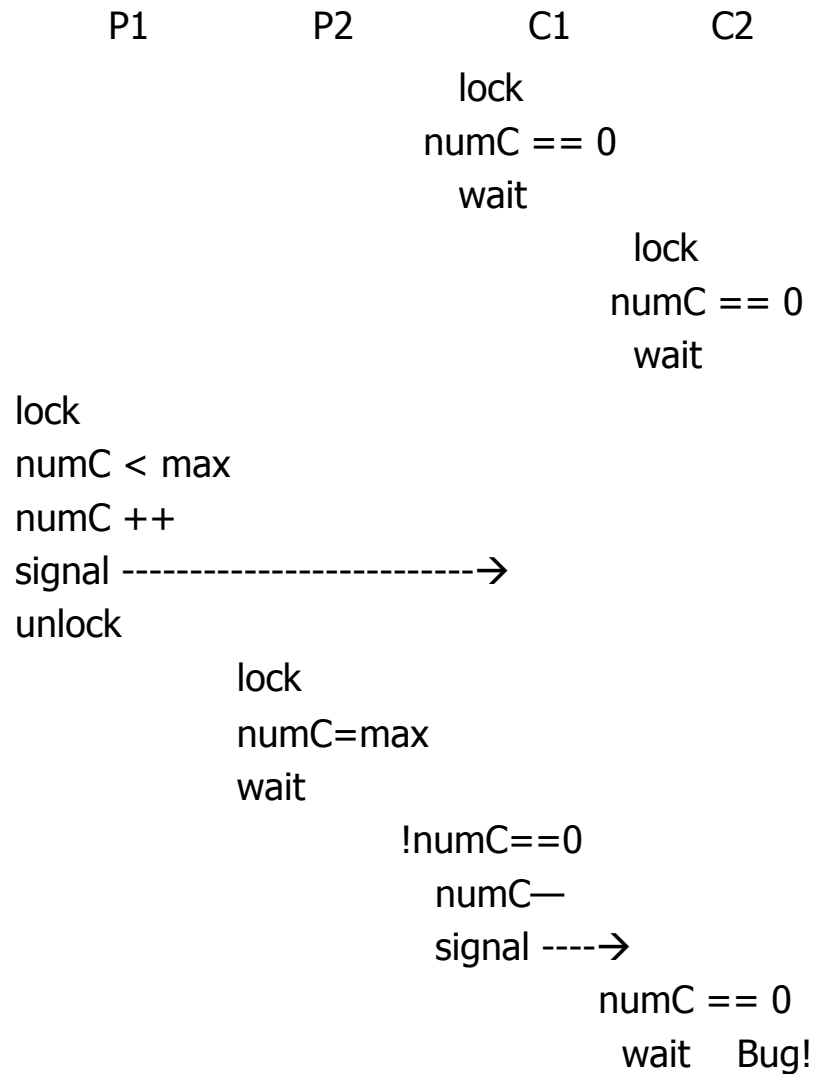 P1 P2 C1 C2
lock
numC == 0
wait
lock
numC == 0
wait
lock
numC < max
numC ++
signal --------------------------→
unlock
lock
numC=max
wait
!numC==0
numC—
signal ----→
numC == 0
wait Bug!